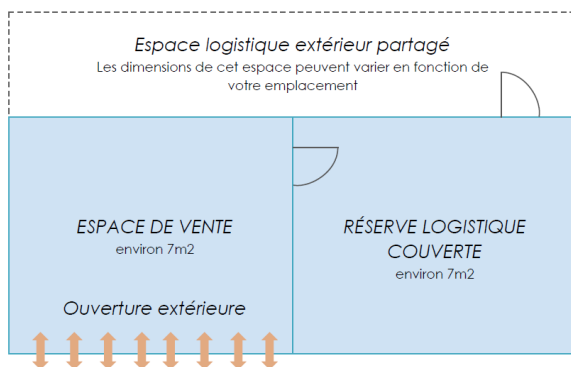 Espace logistique extérieur partagé
Les dimensions de cet espace peuvent varier en fonction de
votre emplacement
ESPACE DE VENTE
environ 7m2
RÉSERVE LOGISTIQUE
COUVERTE
environ 7m2
Ouverture extérieure